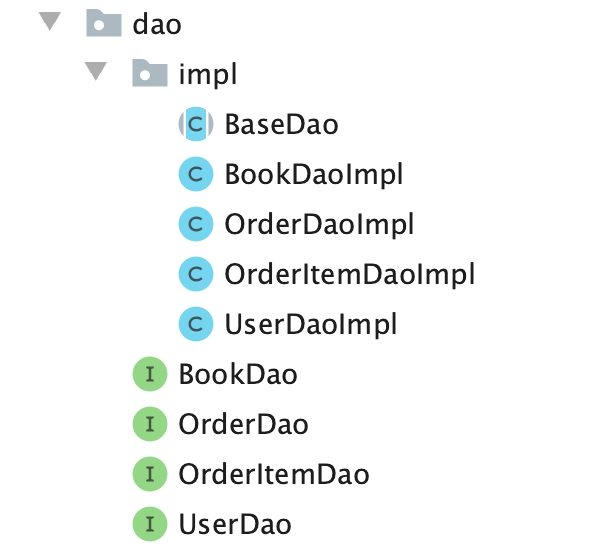 dao
impl
C BaseDao
C BookDaoImpl
C OrderDaoImpl
C OrderItemDaoImpl
C UserDaoImpl
I BookDao
I OrderDao
I OrderItemDao
I UserDao